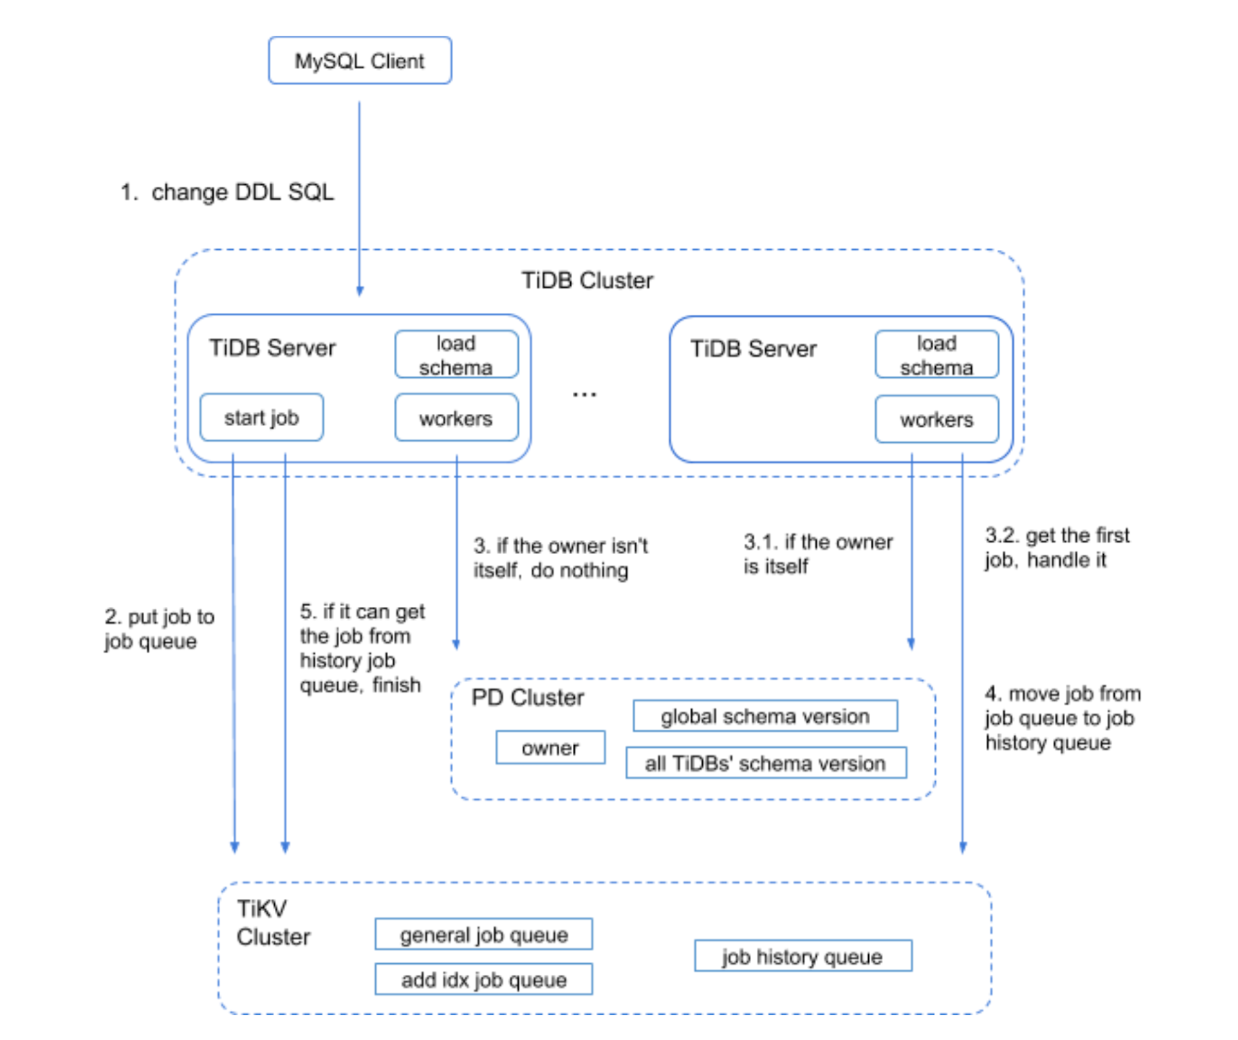 MySQL Client
1. change DDL SQL
TiDB Cluster
TiDB Server
load
schema
start job
workers
...
TiDB Server
load
schema
workers
2. put job to
job queue
5. if it can get
the job from
history job
queue, finish
3. if the owner isn't
itself, do nothing
3.1. if the owner
is itself
3.2. get the first
job, handle it
4. move job from
job queue to job
history queue
PD Cluster
owner
global schema version
all TiDBs' schema version
TiKV
Cluster
general job queue
add idx job queue
job history queue